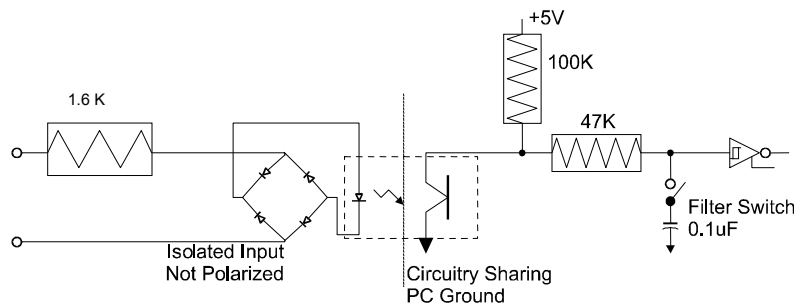 +5V
100K
1.6 K
47K
Filter Switch
0.1uF
Isolated Input
Not Polarized
Circuitry Sharing
PC Ground